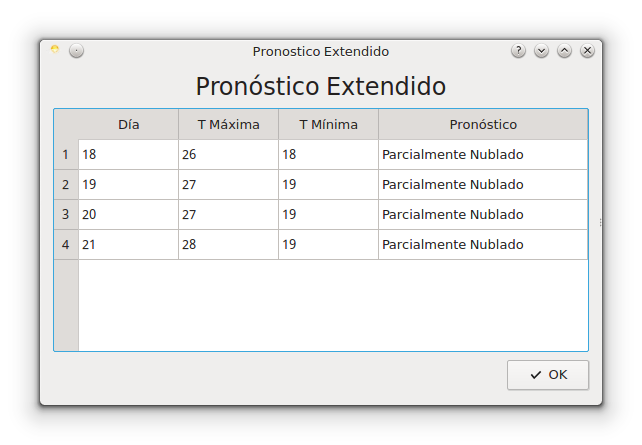 Pronostico Extendido
Pronóstico Extendido
Día T Máxima T Mínima Pronóstico
1 18 26 18 Parcialmente Nublado
2 19 27 19 Parcialmente Nublado
3 20 27 19 Parcialmente Nublado
4 21 28 19 Parcialmente Nublado
OK